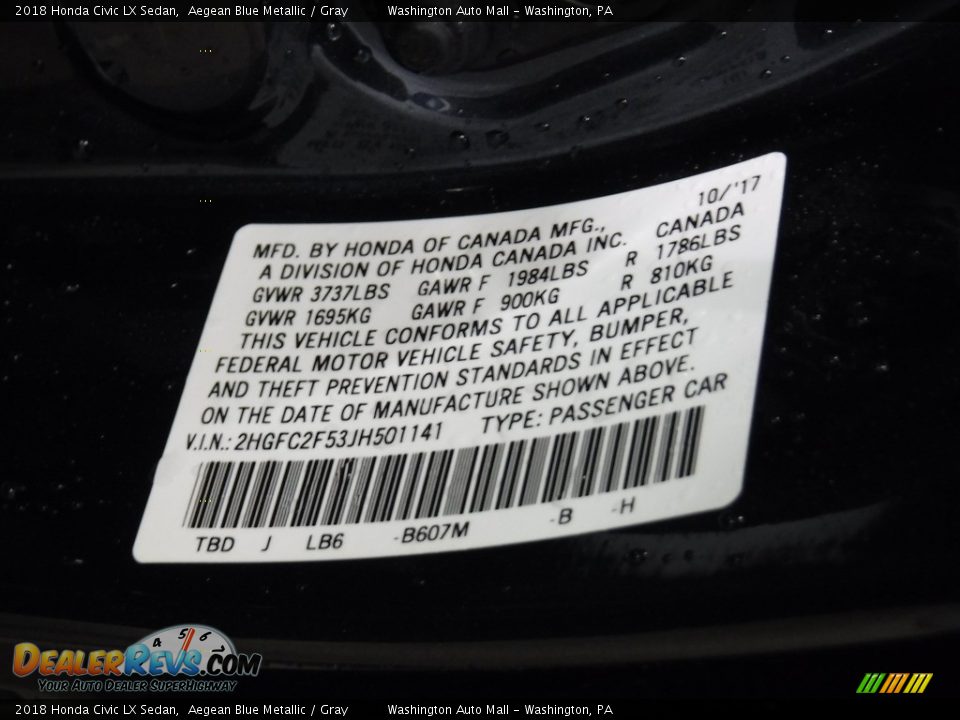 2018 Honda Civic LX Sedan, Aegean Blue Metallic / Gray Washington Auto Mall - Washington, PA
10/'17
MFD. BY HONDA OF CANADA MFG.,
A DIVISION OF HONDA CANADA INC. CANADA
GVWR 3737LBS GAWR F 1984LBS R 1786LBS
GVWR 1695KG GAWR F 900KG R 810KG
THIS VEHICLE CONFORMS TO ALL APPLICABLE
FEDERAL MOTOR VEHICLE SAFETY, BUMPER,
AND THEFT PREVENTION STANDARDS IN EFFECT
ON THE DATE OF MANUFACTURE SHOWN ABOVE.
V.I.N.: 2HGFC2F53JH501141 TYPE: PASSENGER CAR
TBD J LB6 -B607M -B -H
4 5 6
DEALERREVS.COM
Your Auto Dealer SuperHighway
2018 Honda Civic LX Sedan, Aegean Blue Metallic / Gray Washington Auto Mall - Washington, PA